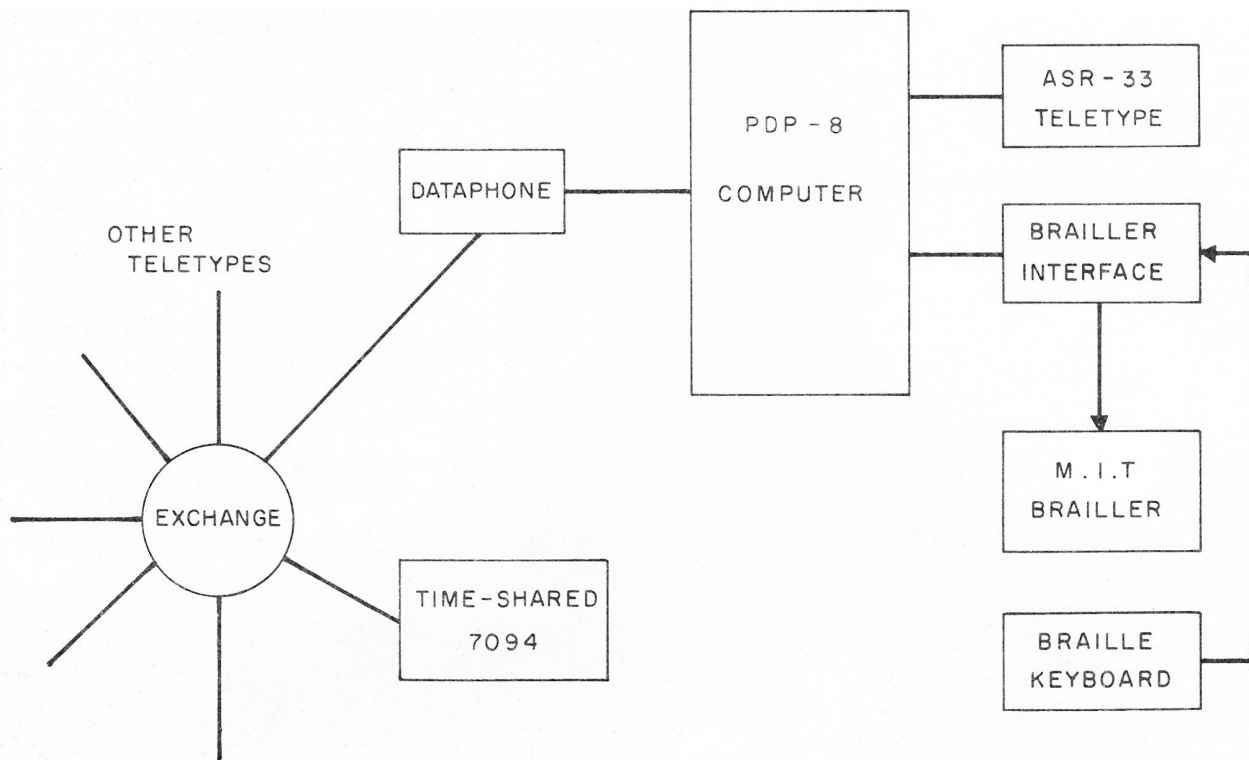 OTHER
TELETYPES
EXCHANGE
DATAPHONE
TIME-SHARED
7094
PDP-8
COMPUTER
ASR-33
TELETYPE
BRAILLER
INTERFACE
M.I.T
BRAILLER
BRAILLE
KEYBOARD